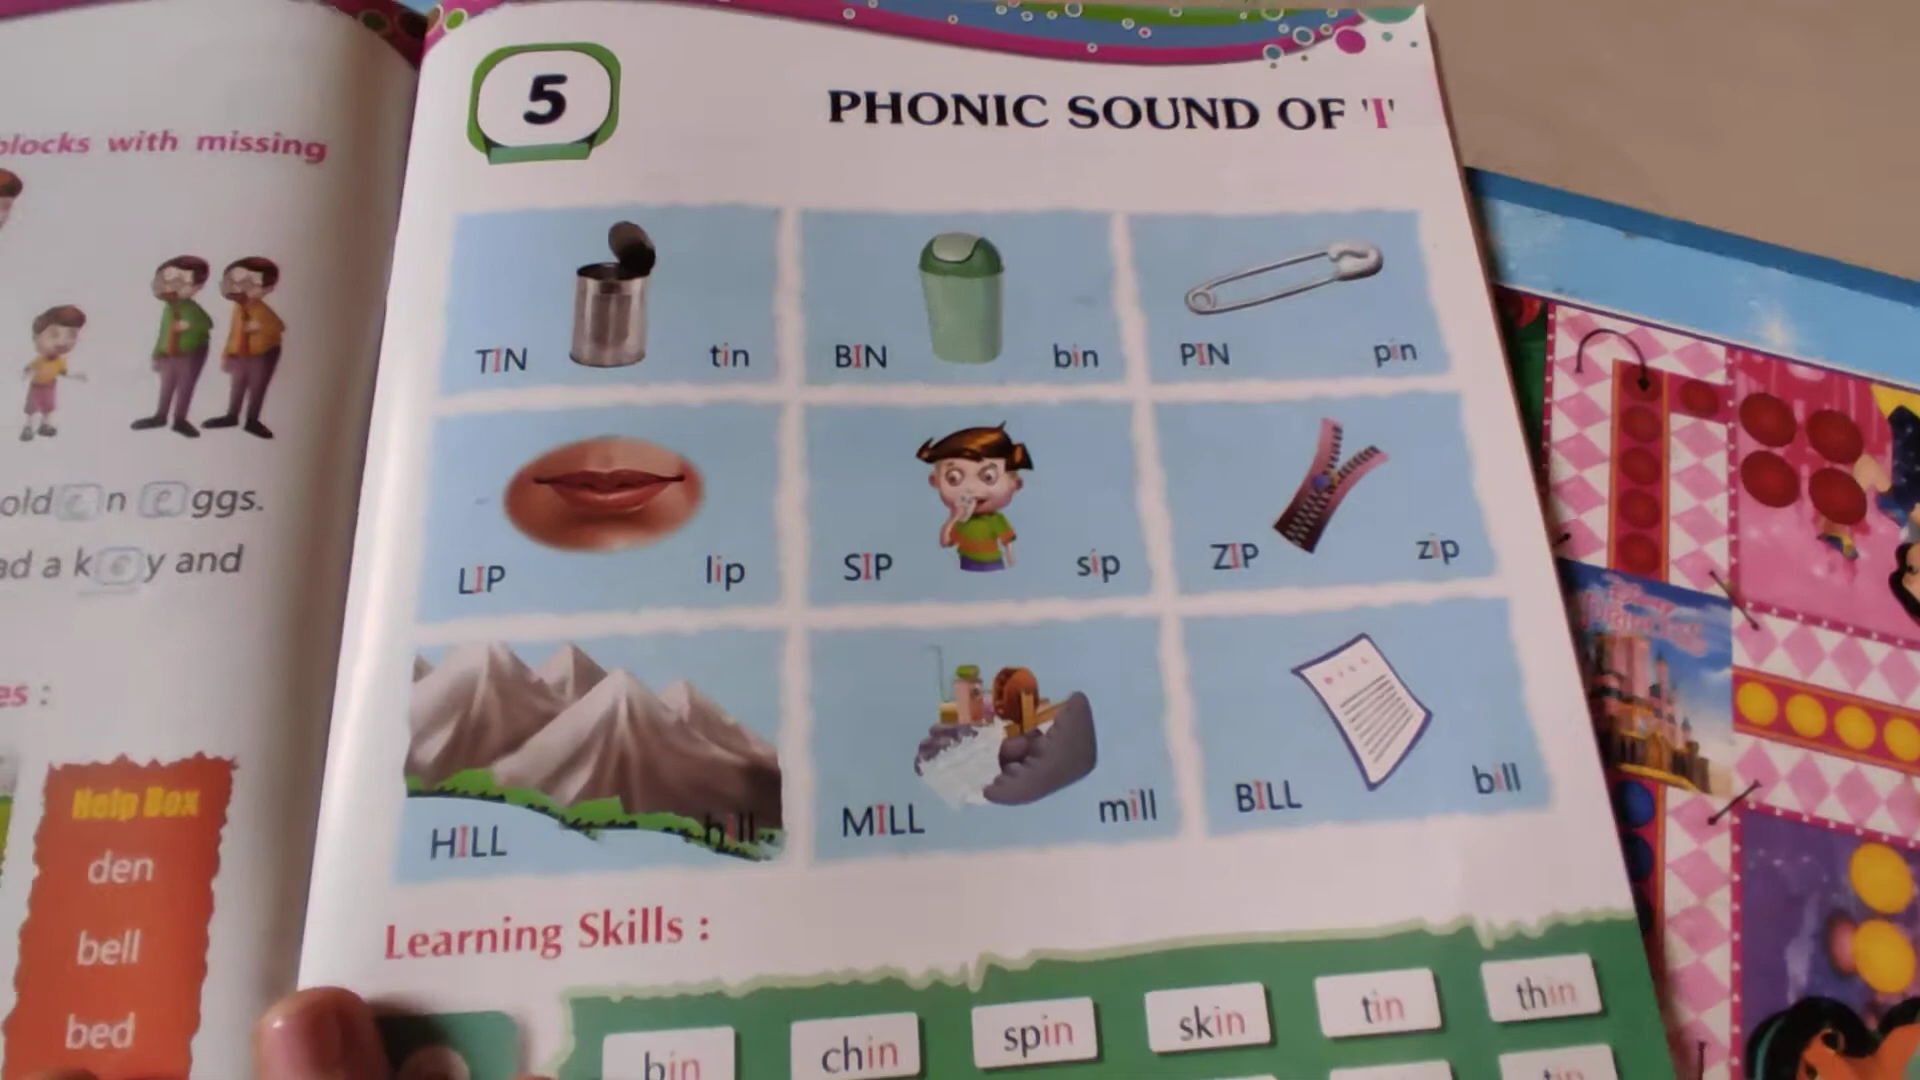 blocks with missing
old e n e ggs.
ad a k e y and
es :
Help Box
den
bell
bed
5
PHONIC SOUND OF 'I'
TIN tin
BIN bin
PIN pin
LIP lip
SIP sip
ZIP zip
HILL hill
MILL mill
BILL bill
BILL
Learning Skills :
bin chin spin skin tin thin